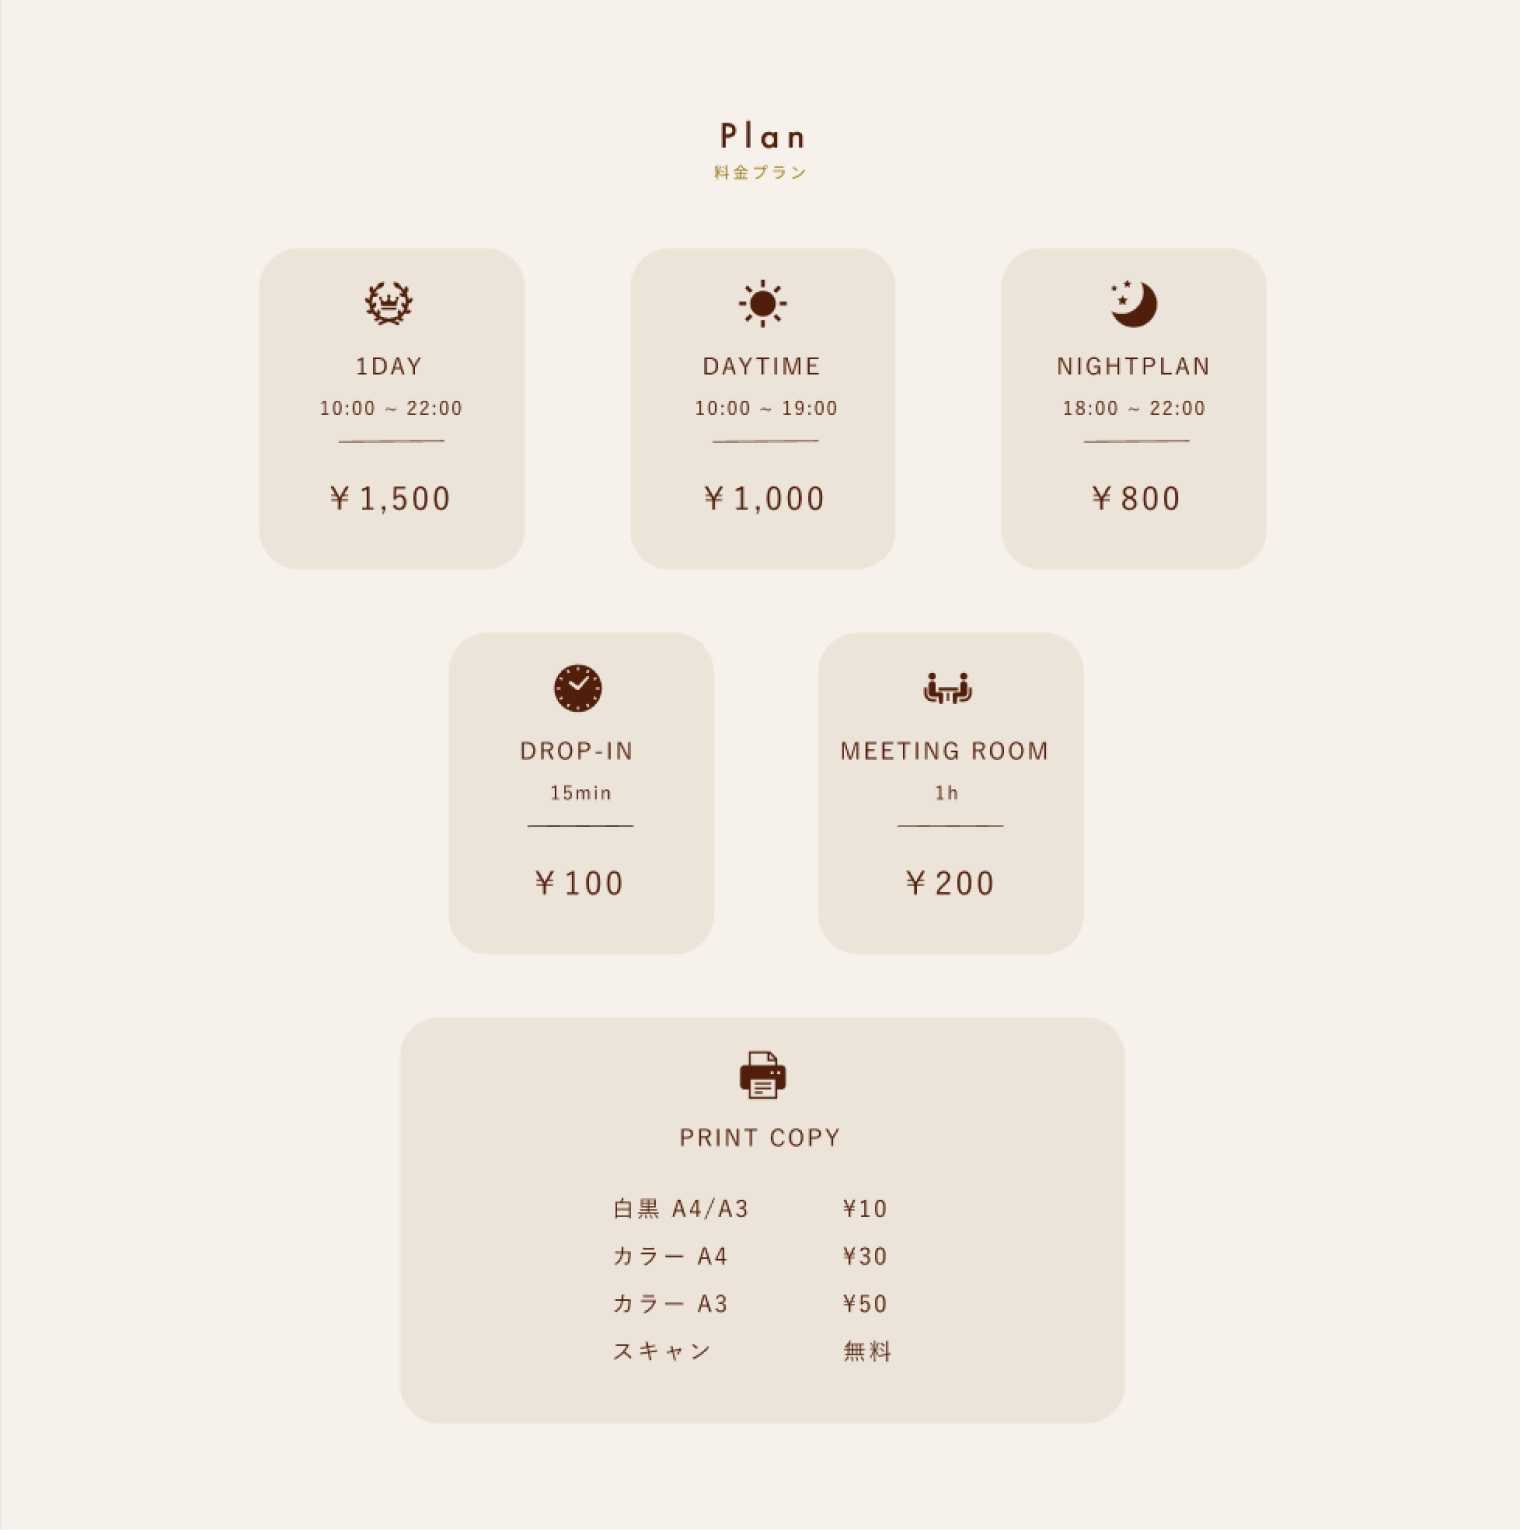 Plan
料金プラン
1DAY
10:00 ~ 22:00
¥1,500
DAYTIME
10:00 ~ 19:00
¥1,000
NIGHTPLAN
18:00 ~ 22:00
¥800
DROP-IN
15min
¥100
MEETING ROOM
1h
¥200
PRINT COPY
白黒 A4/A3 ¥10
カラー A4 ¥30
カラー A3 ¥50
スキャン 無料